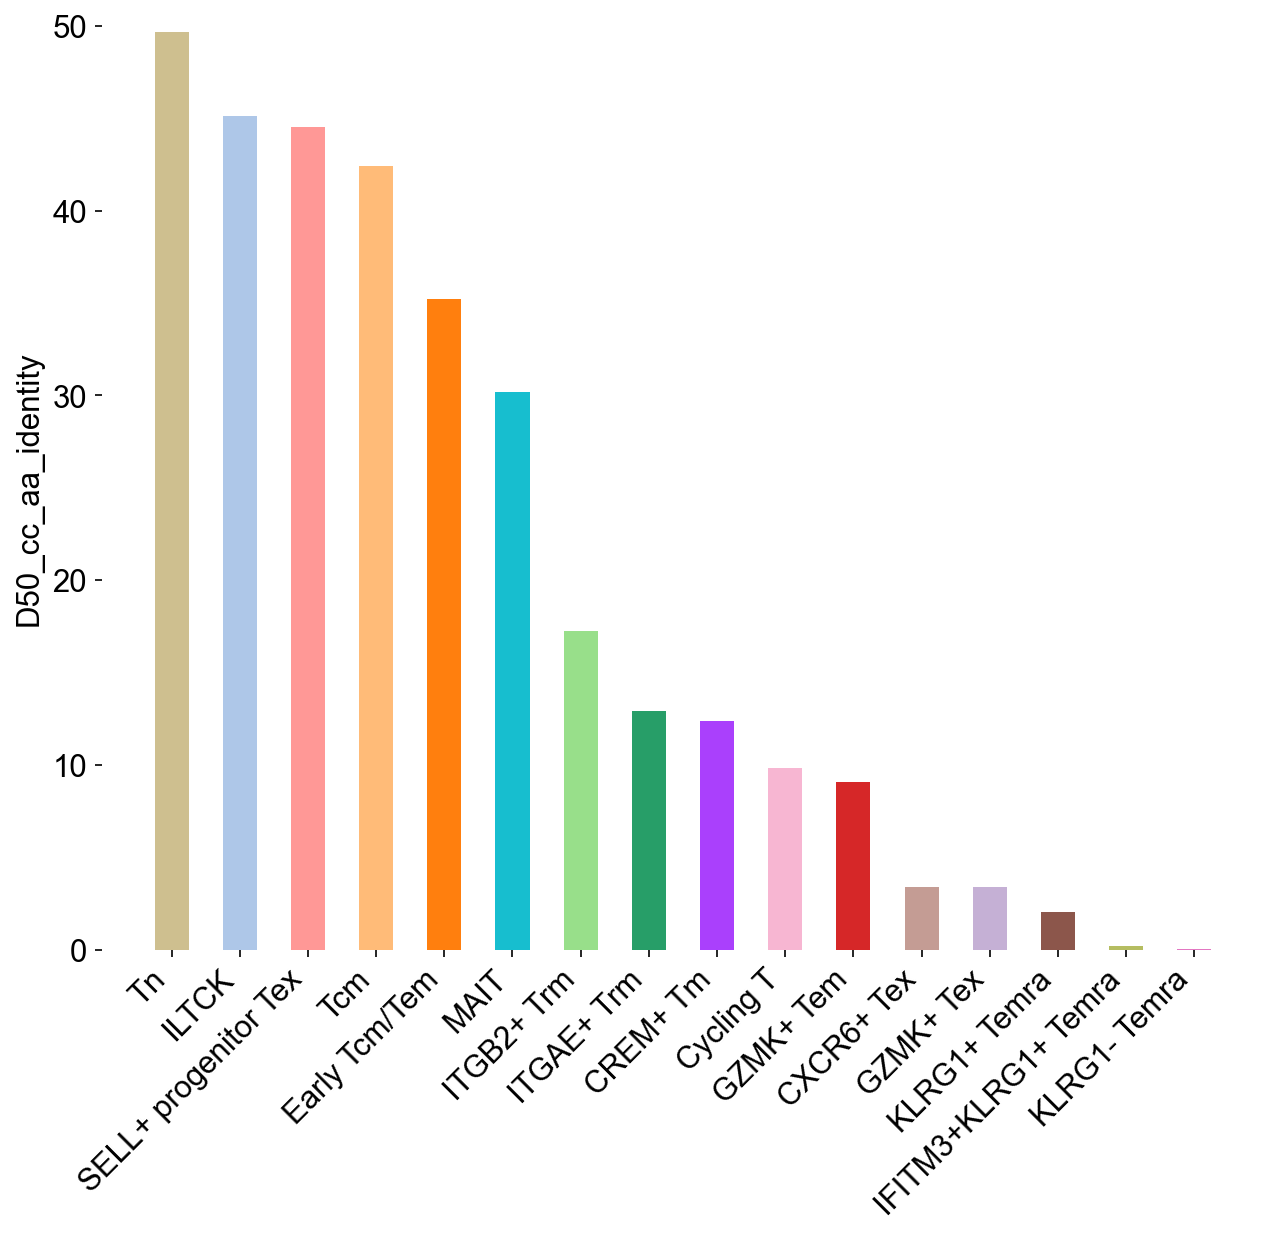 D50_cc_aa_identity
50
40
30
20
10
0
Tn
ILTCK
SELL+ progenitor Tex
Tcm
Early Tcm/Tem
MAIT
ITGB2+ Trm
ITGAE+ Trm
CREM+ Tm
Cycling T
GZMK+ Tem
CXCR6+ Tex
GZMK+ Tex
KLRG1+ Temra
IFITM3+KLRG1+ Temra
KLRG1- Temra